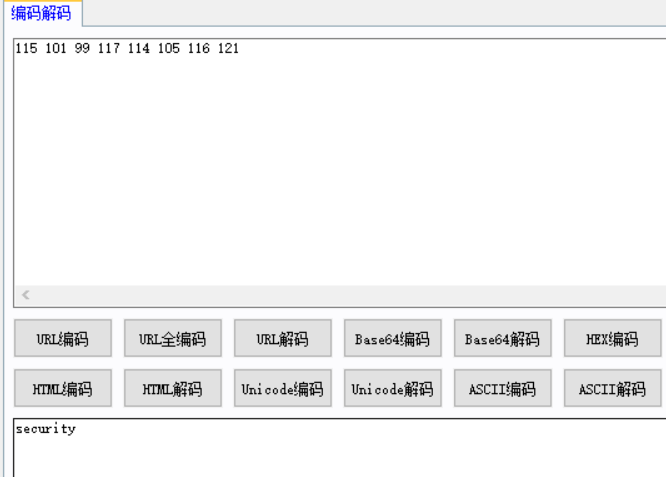 编码解码
115 101 99 117 114 105 116 121
URL编码 URL全编码 URL解码 Base64编码 Base64解码 HEX编码
HTML编码 HTML解码 Unicode编码 Unicode解码 ASCII编码 ASCII解码
security